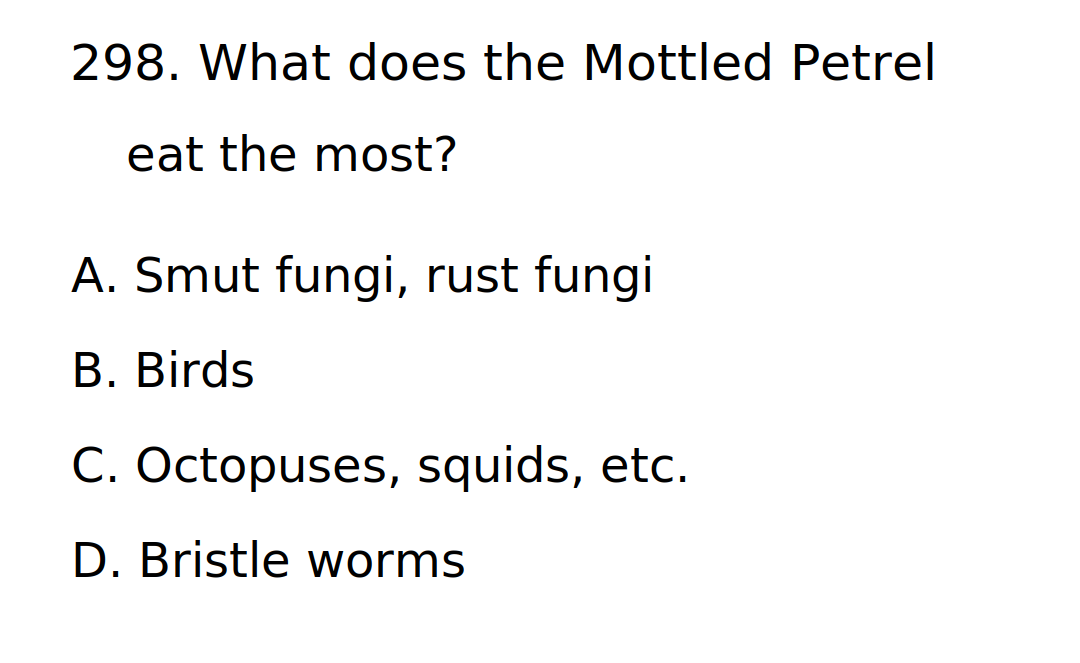 298. What does the Mottled Petrel
eat the most?
A. Smut fungi, rust fungi
B. Birds
C. Octopuses, squids, etc.
D. Bristle worms